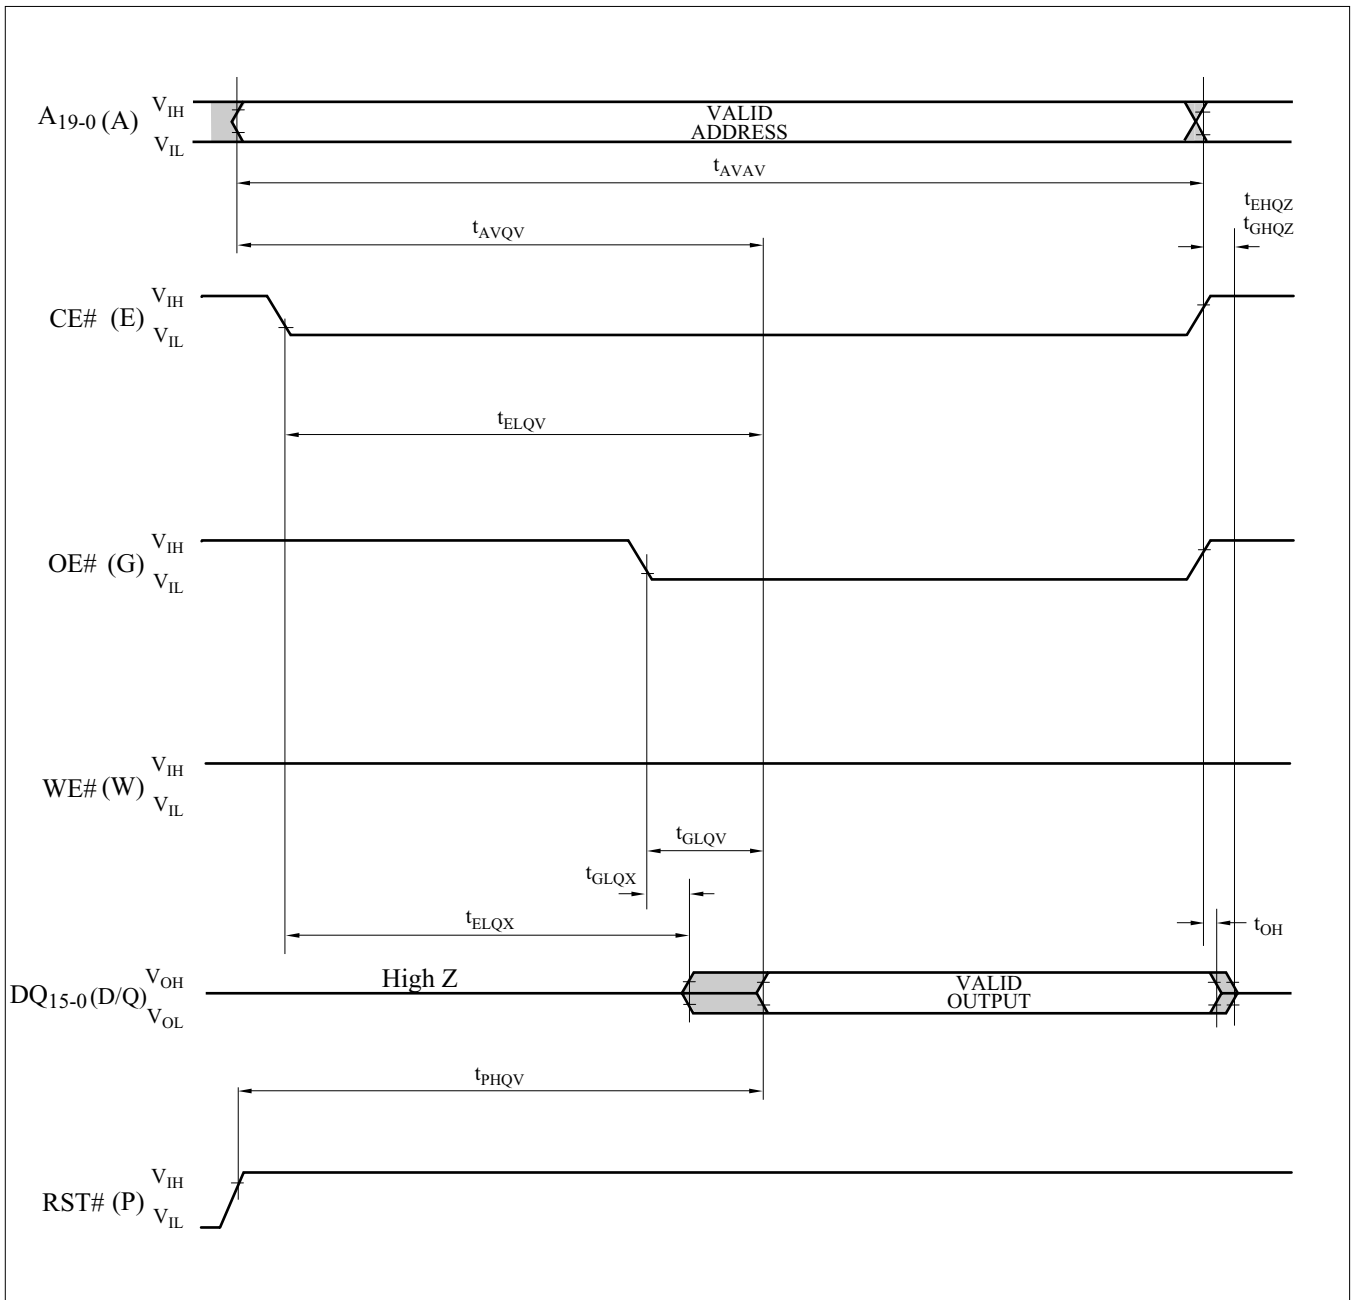 A19-0 (A)
VIH
VIL
VALID
ADDRESS
tAVAV
tEHQZ
tGHQZ
tAVQV
CE# (E)
VIH
VIL
tELQV
OE# (G)
VIH
VIL
WE# (W)
VIH
VIL
tGLQV
tGLQX
tELQX
tOH
DQ15-0 (D/Q)
VOH
VOL
High Z
VALID
OUTPUT
tPHQV
RST# (P)
VIH
VIL